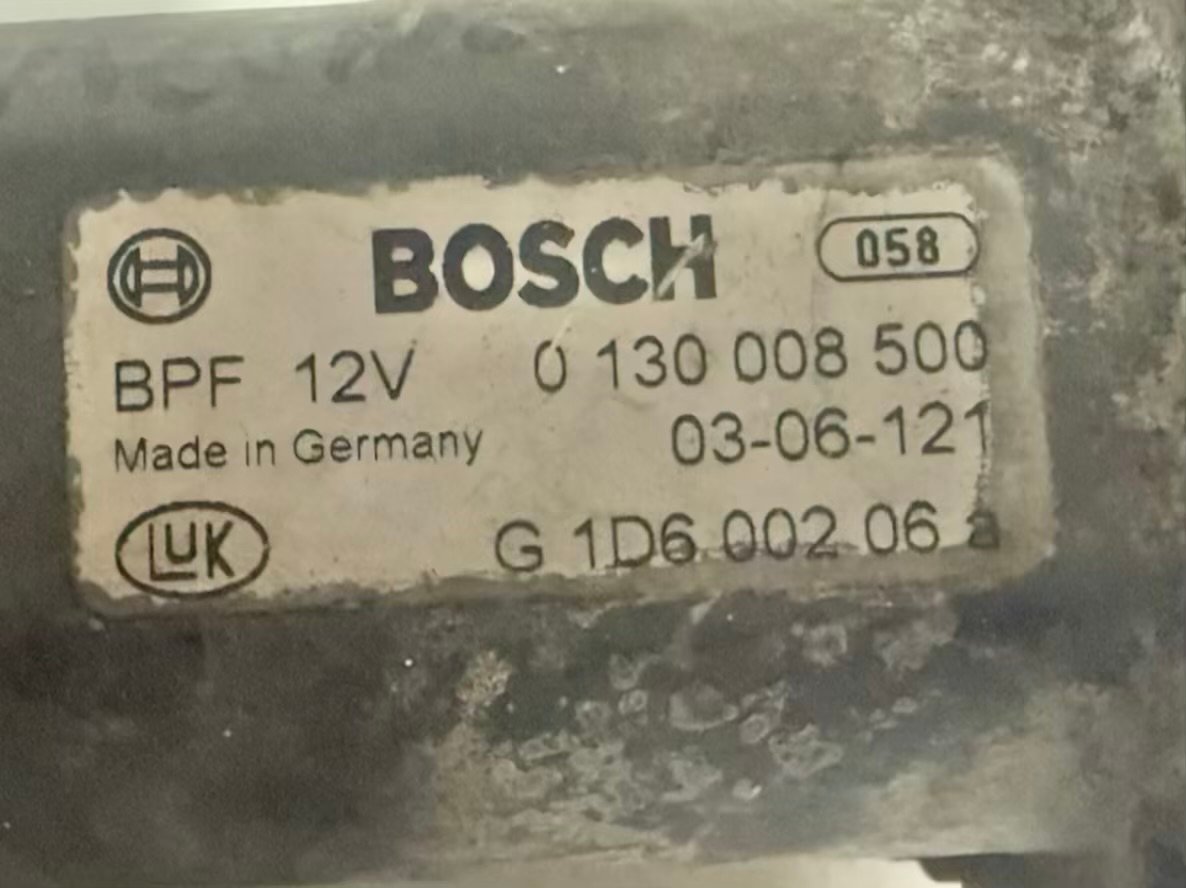 BOSCH 058
BPF 12V 0 130 008 500
Made in Germany 03-06-121
LUK G 1D6 002 06 a